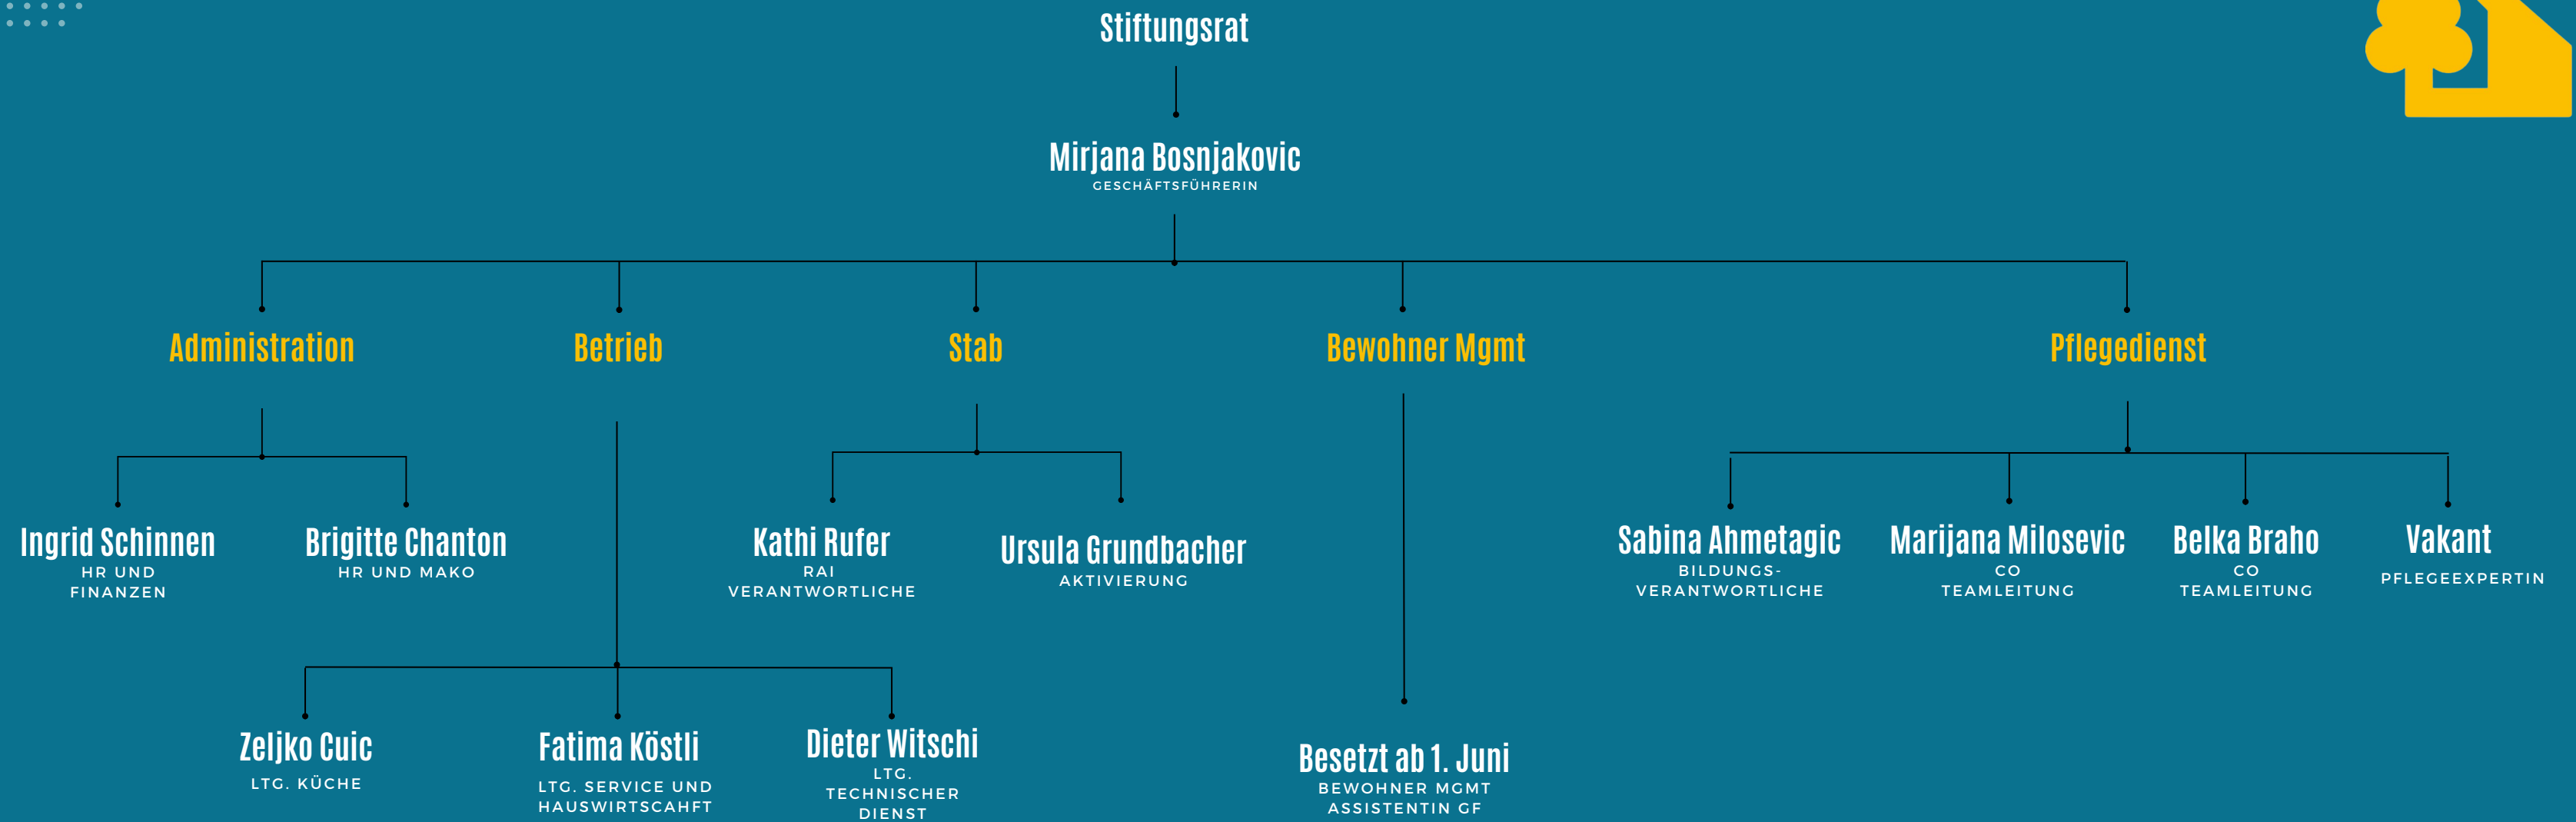 Stiftungsrat
Mirjana Bosnjakovic
GESCHÄFTSFÜHRERIN
Administration
Betrieb
Stab
Bewohner Mgmt
Pflegedienst
Ingrid Schinnen
HR UND
FINANZEN
Brigitte Chanton
HR UND MAKO
Kathi Rufer
RAI
VERANTWORTLICHE
Ursula Grundbacher
AKTIVIERUNG
Sabina Ahmetagic
BILDUNGS-
VERANTWORTLICHE
Marijana Milosevic
CO
TEAMLEITUNG
Belka Braho
CO
TEAMLEITUNG
Vakant
PFLEGEEXPERTIN
Zeljko Cuic
LTG. KÜCHE
Fatima Köstli
LTG. SERVICE UND
HAUSWIRTSCAHFT
Dieter Witschi
LTG.
TECHNISCHER
DIENST
Besetzt ab 1. Juni
BEWOHNER MGMT
ASSISTENTIN GF